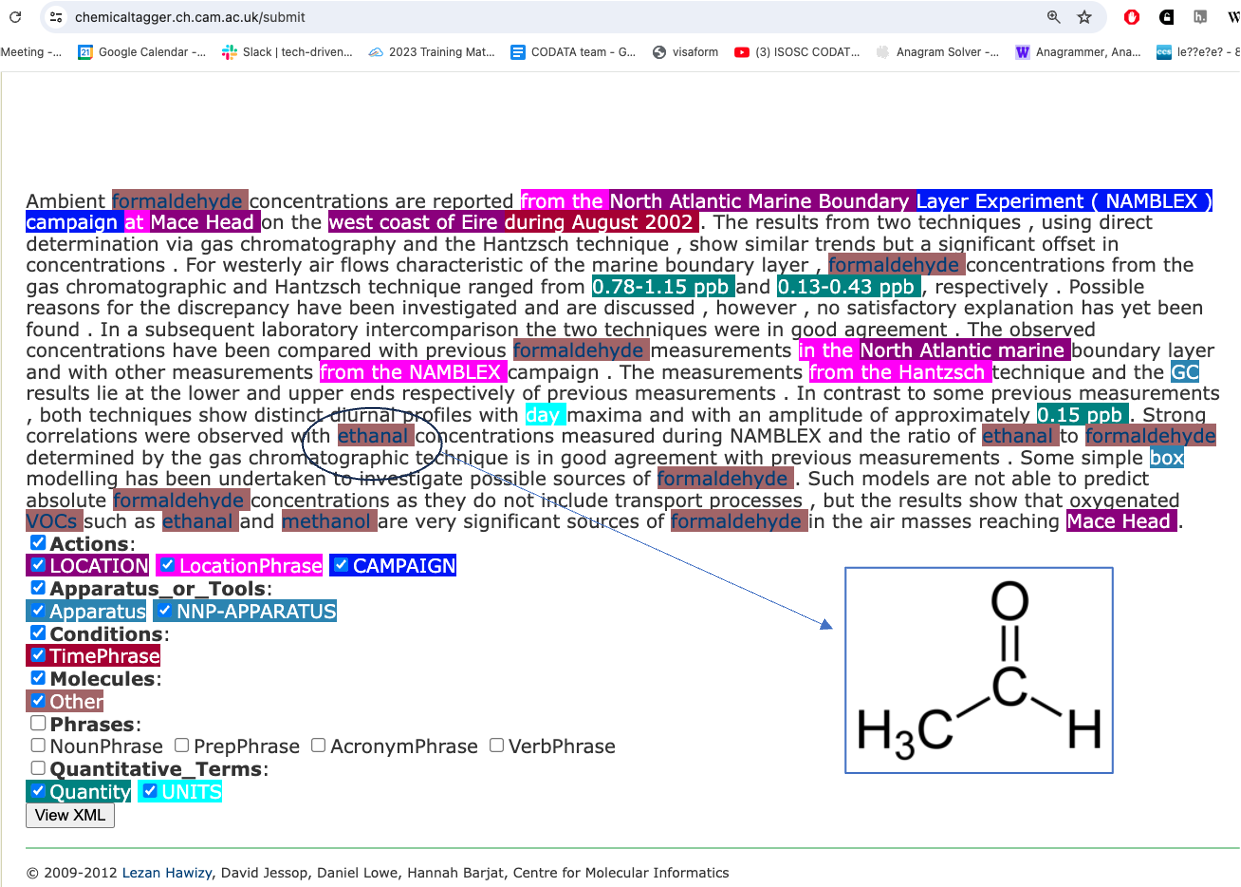 chemicaltagger.ch.cam.ac.uk/submit
Meeting -... 21 Google Calendar -... Slack | tech-driven... 2023 Training Mat... CODATA team - G... visaform (3) ISOSC CODAT... Anagram Solver -... W Anagrammer, Ana... ccs le??e?e? - 8
Ambient formaldehyde concentrations are reported from the North Atlantic Marine Boundary Layer Experiment ( NAMBLEX )
campaign at Mace Head on the west coast of Eire during August 2002 . The results from two techniques , using direct
determination via gas chromatography and the Hantzsch technique , show similar trends but a significant offset in
concentrations . For westerly air flows characteristic of the marine boundary layer , formaldehyde concentrations from the
gas chromatographic and Hantzsch technique ranged from 0.78-1.15 ppb and 0.13-0.43 ppb , respectively . Possible
reasons for the discrepancy have been investigated and are discussed , however , no satisfactory explanation has yet been
found . In a subsequent laboratory intercomparison the two techniques were in good agreement . The observed
concentrations have been compared with previous formaldehyde measurements in the North Atlantic marine boundary layer
and with other measurements from the NAMBLEX campaign . The measurements from the Hantzsch technique and the GC
results lie at the lower and upper ends respectively of previous measurements . In contrast to some previous measurements
, both techniques show distinct diurnal profiles with day maxima and with an amplitude of approximately 0.15 ppb . Strong
correlations were observed with ethanal concentrations measured during NAMBLEX and the ratio of ethanal to formaldehyde
determined by the gas chromatographic technique is in good agreement with previous measurements . Some simple box
modelling has been undertaken to investigate possible sources of formaldehyde . Such models are not able to predict
absolute formaldehyde concentrations as they do not include transport processes , but the results show that oxygenated
VOCs such as ethanal and methanol are very significant sources of formaldehyde in the air masses reaching Mace Head .
Actions:
LOCATION LocationPhrase CAMPAIGN
Apparatus_or_Tools:
Apparatus NNP-APPARATUS
Conditions:
TimePhrase
Molecules:
Other
Phrases:
NounPhrase PrepPhrase AcronymPhrase VerbPhrase
Quantitative_Terms:
Quantity UNITS
View XML
O
C
H3C H
© 2009-2012 Lezan Hawizy, David Jessop, Daniel Lowe, Hannah Barjat, Centre for Molecular Informatics